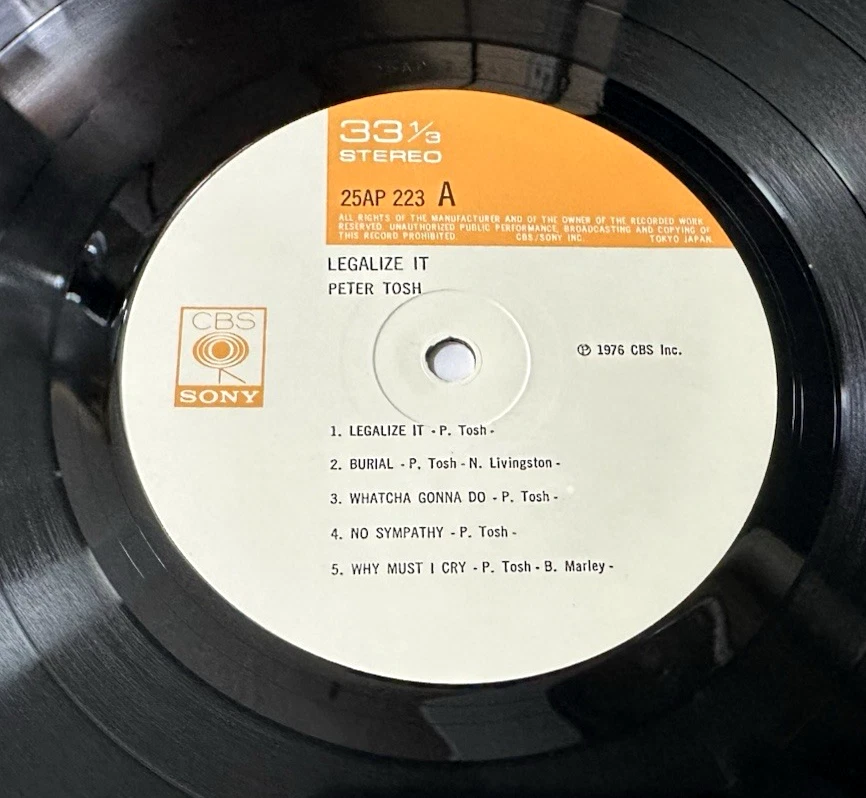 33 1/3
STEREO
25AP 223 A
ALL RIGHTS OF THE MANUFACTURER AND OF THE OWNER OF THE RECORDED WORK
RESERVED. UNAUTHORIZED PUBLIC PERFORMANCE, BROADCASTING AND COPYING OF
THIS RECORD PROHIBITED. CBS/SONY INC. TOKYO JAPAN.
LEGALIZE IT
PETER TOSH
CBS
SONY
℗ 1976 CBS Inc.
1. LEGALIZE IT - P. Tosh -
2. BURIAL - P. Tosh - N. Livingston -
3. WHATCHA GONNA DO - P. Tosh -
4. NO SYMPATHY - P. Tosh -
5. WHY MUST I CRY - P. Tosh - B. Marley -